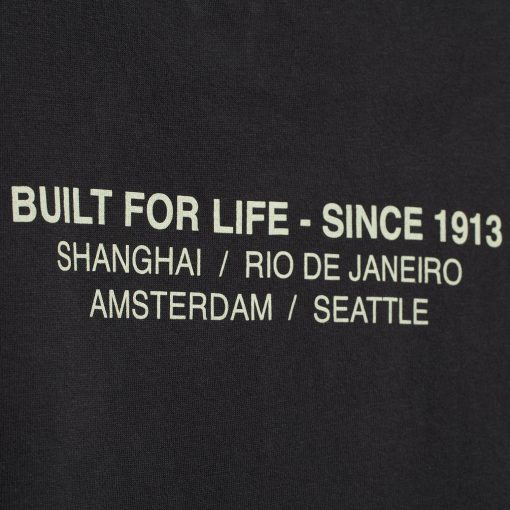 BUILT FOR LIFE - SINCE 1913
SHANGHAI / RIO DE JANEIRO
AMSTERDAM / SEATTLE